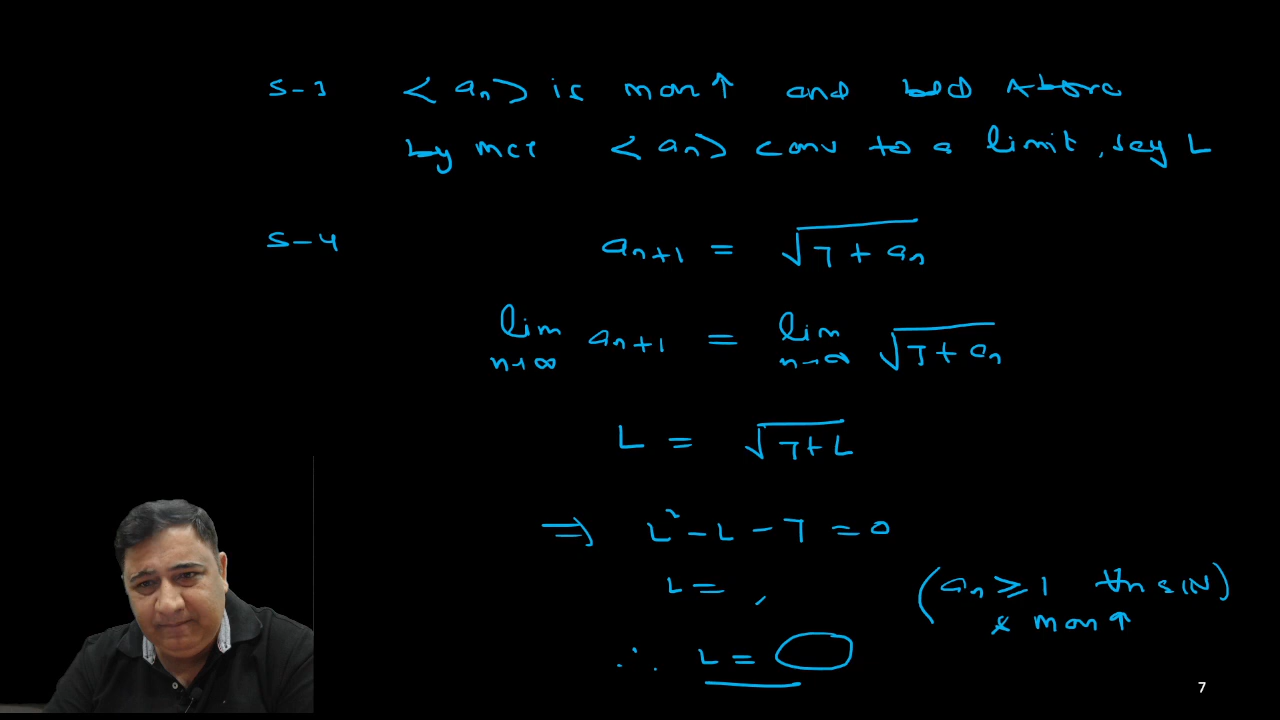 S-3 <aₙ> is mon↑ and bdd Above
by MCT <aₙ> conv to a limit, say L
S-4 aₙ₊₁ = √(7 + aₙ)
lim n→∞ aₙ₊₁ = lim n→∞ √(7 + aₙ)
L = √(7+L)
⇒ L² - L - 7 = 0
L = , (aₙ ≥ 1 ∀n∈ℕ)
& mon↑
∴ L =
7